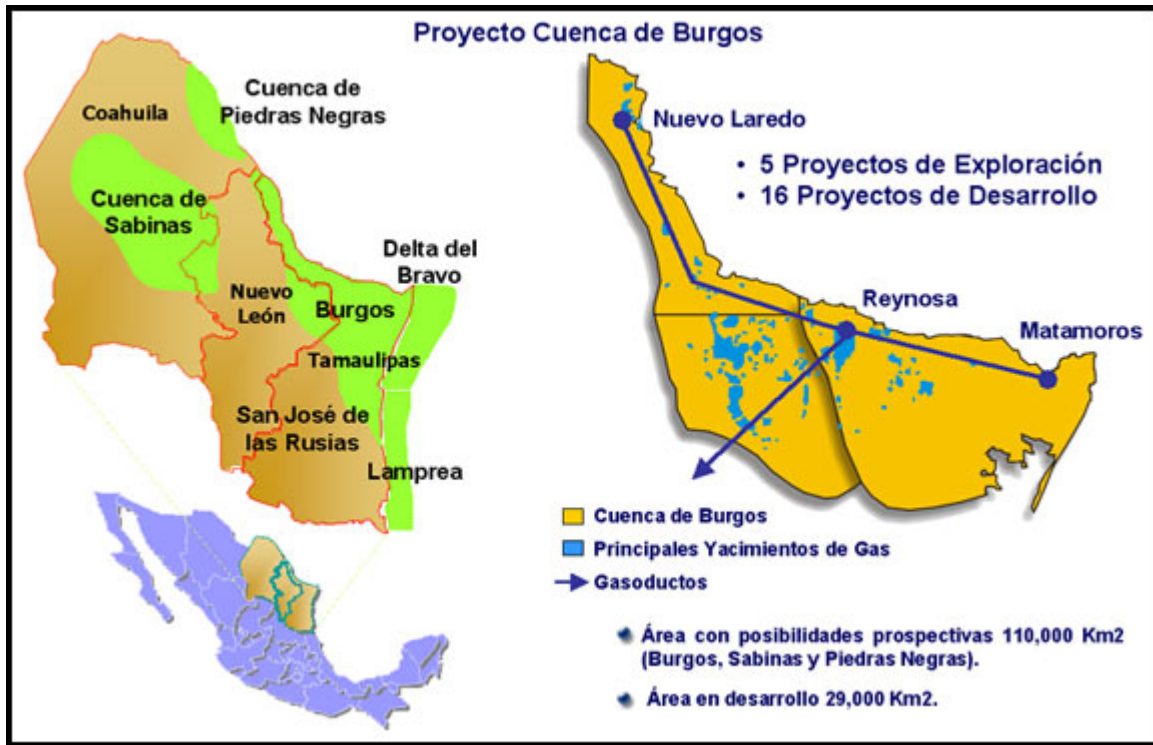 Proyecto Cuenca de Burgos
Coahuila
Cuenca de
Piedras Negras
Cuenca de
Sabinas
Delta del
Bravo
Nuevo
León
Burgos
Tamaulipas
San José de
las Rusias
Lamprea
Nuevo Laredo
• 5 Proyectos de Exploración
• 16 Proyectos de Desarrollo
Reynosa
Matamoros
Cuenca de Burgos
Principales Yacimientos de Gas
Gasoductos
Área con posibilidades prospectivas 110,000 Km2
(Burgos, Sabinas y Piedras Negras).
Área en desarrollo 29,000 Km2.